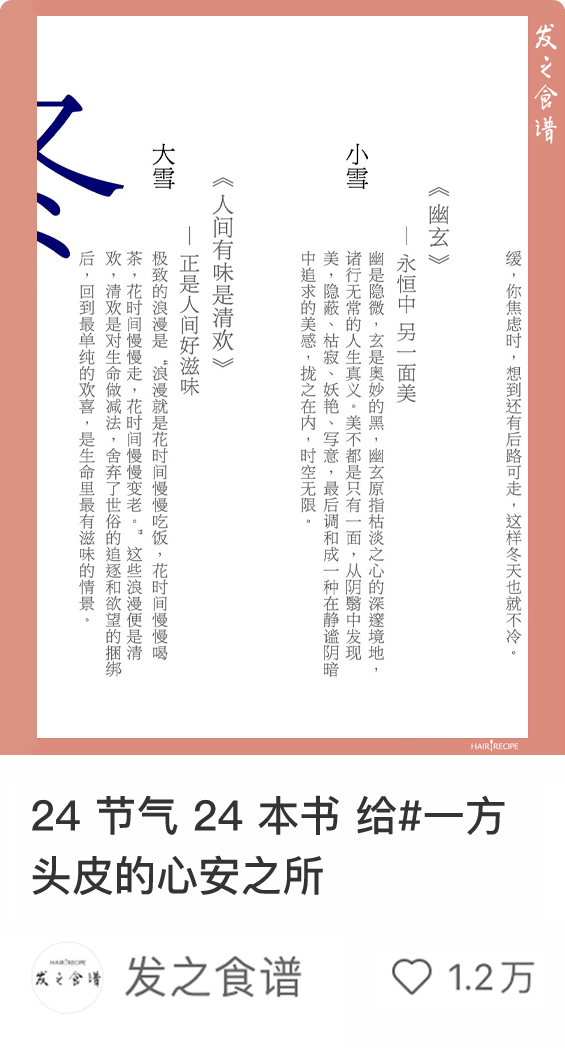 发之食谱
缓，你焦虑时，想到还有后路可走，这样冬天也就不冷。
小雪
《幽玄》
— 永恒中 另一面美
幽是隐微，玄是奥妙的黑，幽玄原指枯淡之心的深邃境地，
诸行无常的人生真义。美不都是只有一面，从阴翳中发现
美，隐蔽、枯寂、妖艳、写意，最后调和成一种在静谧阴暗
中追求的美感，拢之在内，时空无限。
大雪
《人间有味是清欢》
— 正是人间好滋味
极致的浪漫是“浪漫就是花时间慢慢吃饭，花时间慢慢喝
茶，花时间慢慢走，花时间慢慢变老。”这些浪漫便是清
欢，清欢是对生命做减法，舍弃了世俗的追逐和欲望的捆绑
后，回到最单纯的欢喜，是生命里最有滋味的情景。
冬
HAIR RECIPE
24 节气 24 本书 给#一方
头皮的心安之所
HAIR RECIPE
发之食谱
发之食谱
1.2万